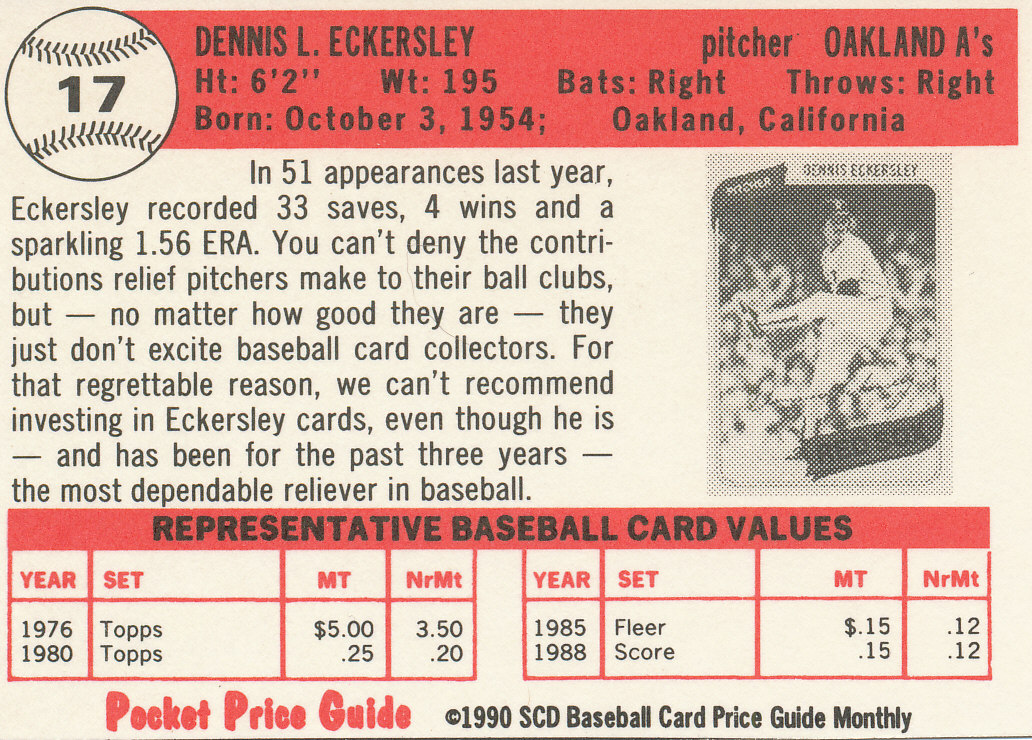 17
DENNIS L. ECKERSLEY pitcher OAKLAND A's
Ht: 6'2" Wt: 195 Bats: Right Throws: Right
Born: October 3, 1954; Oakland, California
In 51 appearances last year,
Eckersley recorded 33 saves, 4 wins and a
sparkling 1.56 ERA. You can't deny the contri-
butions relief pitchers make to their ball clubs,
but — no matter how good they are — they
just don't excite baseball card collectors. For
that regrettable reason, we can't recommend
investing in Eckersley cards, even though he is
— and has been for the past three years —
the most dependable reliever in baseball.
DENNIS ECKERSLEY
REPRESENTATIVE BASEBALL CARD VALUES
YEAR SET MT NrMt YEAR SET MT NrMt
1976 Topps $5.00 3.50 1985 Fleer $.15 .12
1980 Topps .25 .20 1988 Score .15 .12
Pocket Price Guide ©1990 SCD Baseball Card Price Guide Monthly